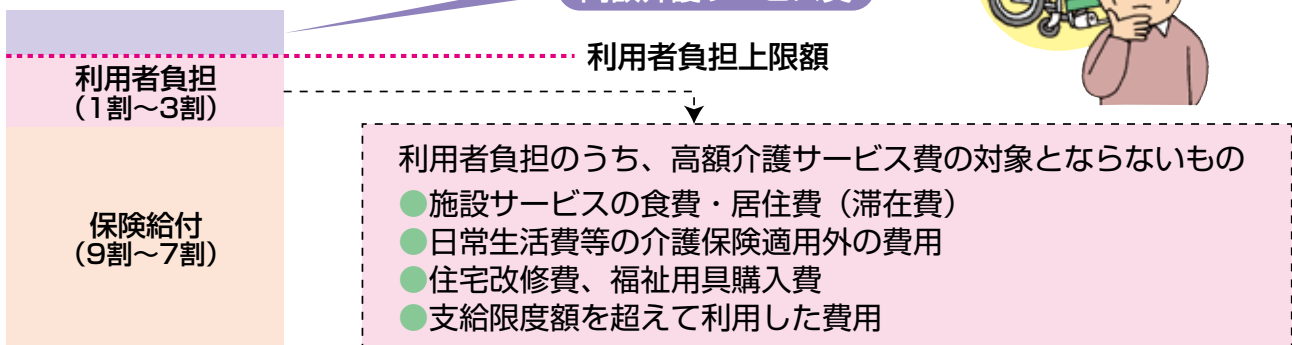 利用者負担上限額
利用者負担
（1割～3割）
保険給付
（9割～7割）
利用者負担のうち、高額介護サービス費の対象とならないもの
●施設サービスの食費・居住費（滞在費）
●日常生活費等の介護保険適用外の費用
●住宅改修費、福祉用具購入費
●支給限度額を超えて利用した費用